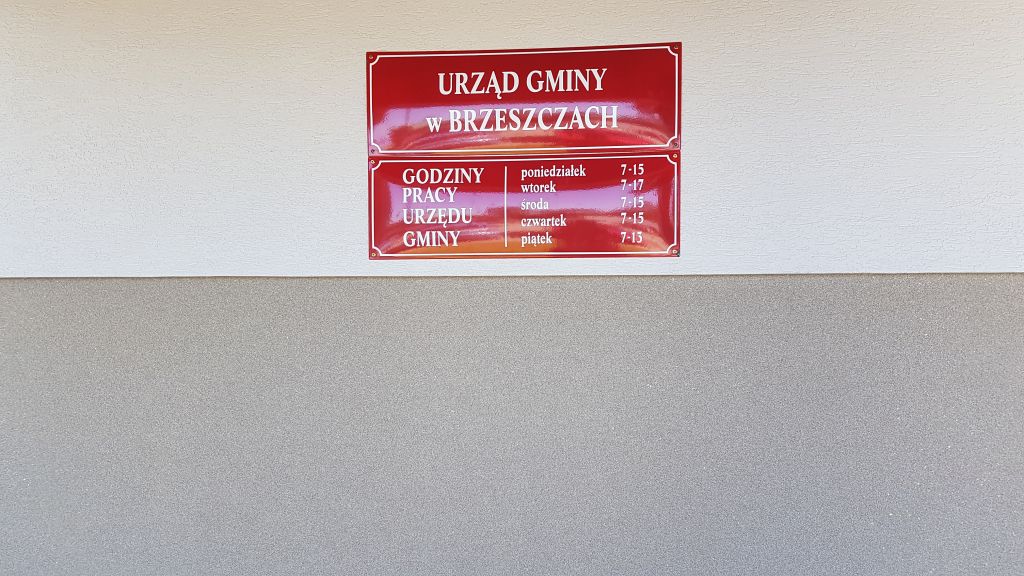 URZĄD GMINY
w BRZESZCZACH
GODZINY PRACY URZĘDU GMINY
poniedziałek 7-15
wtorek 7-17
środa 7-15
czwartek 7-15
piątek 7-15